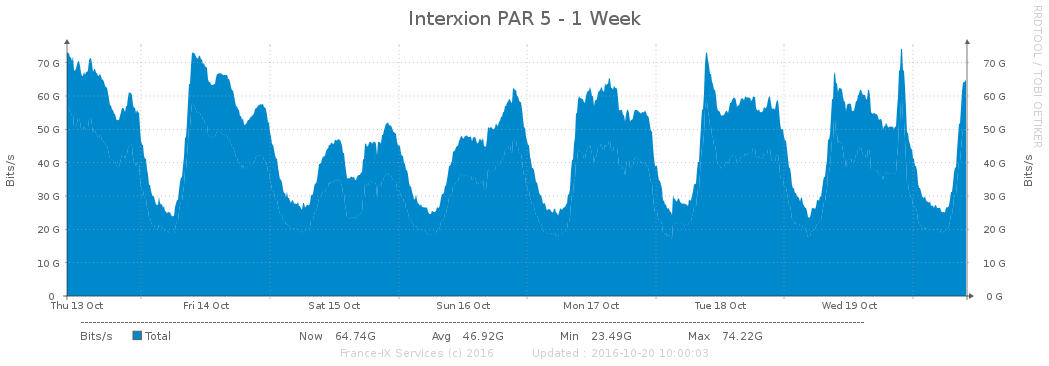 Interxion PAR 5 - 1 Week
RRDTOOL / TOBI OETIKER
Bits/s
70 G 70 G
60 G 60 G
50 G 50 G
40 G 40 G
30 G 30 G
20 G 20 G
10 G 10 G
0 0 G
Bits/s
Thu 13 Oct Fri 14 Oct Sat 15 Oct Sun 16 Oct Mon 17 Oct Tue 18 Oct Wed 19 Oct
Bits/s Total Now 64.74G Avg 46.92G Min 23.49G Max 74.22G
France-IX Services (c) 2016 Updated : 2016-10-20 10:00:03